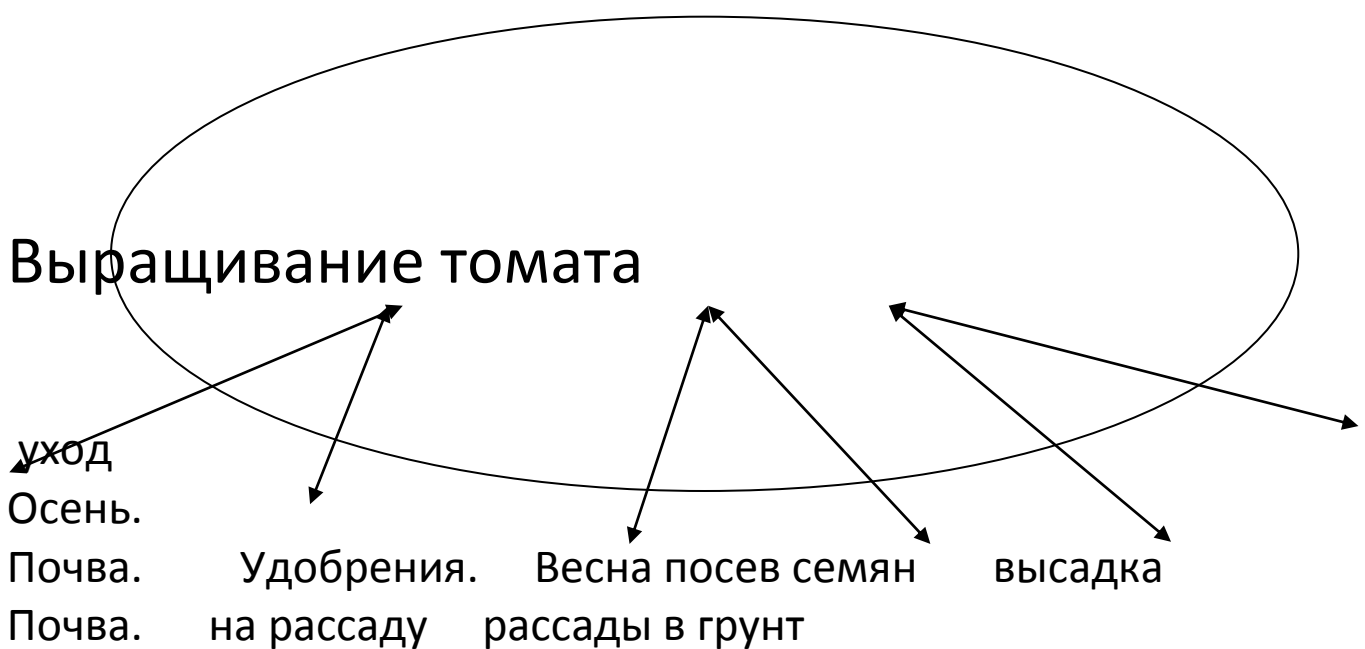 Выращивание томата
уход
Осень.
Почва. Удобрения. Весна посев семян высадка
Почва. на рассаду рассады в грунт